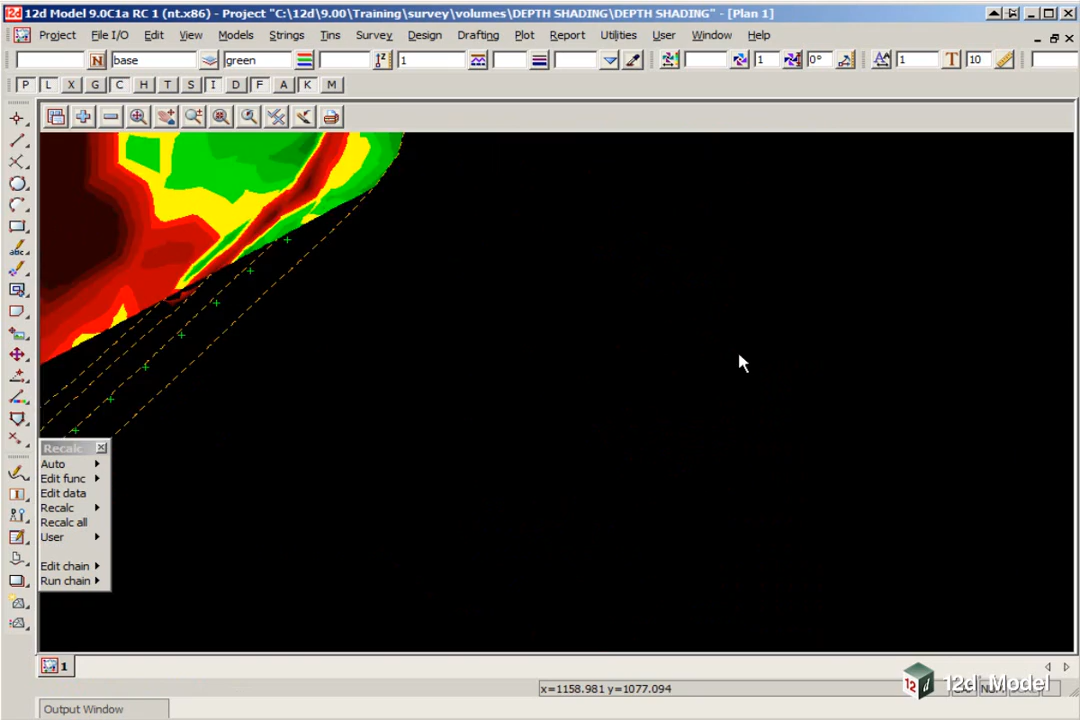 12d Model 9.0C1a RC 1 (nt.x86) - Project "C:\12d\9.00\Training\survey\volumes\DEPTH SHADING\DEPTH SHADING" - [Plan 1]
Project File I/O Edit View Models Strings Tins Survey Design Drafting Plot Report Utilities User Window Help
N base green 1 1 0° 1 T 10
P L X G C H T S I D F A K M
Recalc
Auto
Edit func
Edit data
Recalc
Recalc all
User
Edit chain
Run chain
1
x=1158.981 y=1077.094
12d Model
Output Window